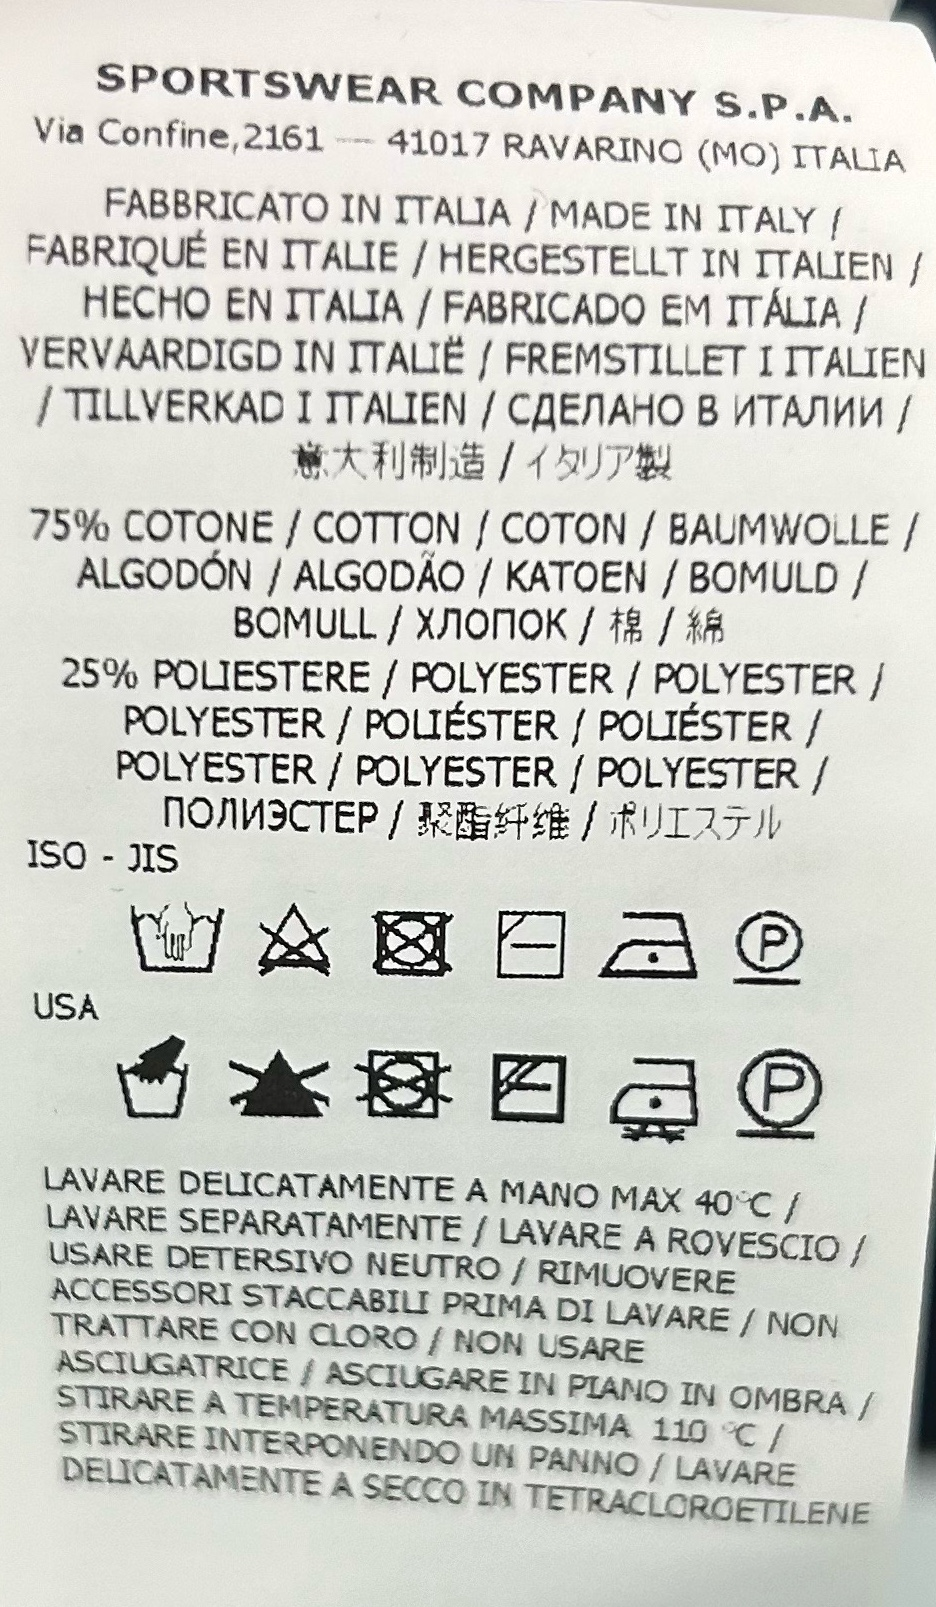 SPORTSWEAR COMPANY S.P.A.
Via Confine,2161 — 41017 RAVARINO (MO) ITALIA
FABBRICATO IN ITALIA / MADE IN ITALY /
FABRIQUÉ EN ITALIE / HERGESTELLT IN ITALIEN /
HECHO EN ITALIA / FABRICADO EM ITÁLIA /
VERVAARDIGD IN ITALIË / FREMSTILLET I ITALIEN
/ TILLVERKAD I ITALIEN / СДЕЛАНО В ИТАЛИИ /
意大利制造 / イタリア製
75% COTONE / COTTON / COTON / BAUMWOLLE /
ALGODÓN / ALGODÃO / KATOEN / BOMULD /
BOMULL / ХЛОПОК / 棉 / 綿
25% POLIESTERE / POLYESTER / POLYESTER /
POLYESTER / POLIÉSTER / POLIÉSTER /
POLYESTER / POLYESTER / POLYESTER /
ПОЛИЭСТЕР / 聚酯纤维 / ポリエステル
ISO - JIS
P
USA
P
LAVARE DELICATAMENTE A MANO MAX 40°C /
LAVARE SEPARATAMENTE / LAVARE A ROVESCIO /
USARE DETERSIVO NEUTRO / RIMUOVERE
ACCESSORI STACCABILI PRIMA DI LAVARE / NON
TRATTARE CON CLORO / NON USARE
ASCIUGATRICE / ASCIUGARE IN PIANO IN OMBRA /
STIRARE A TEMPERATURA MASSIMA 110 °C /
STIRARE INTERPONENDO UN PANNO / LAVARE
DELICATAMENTE A SECCO IN TETRACLOROETILENE